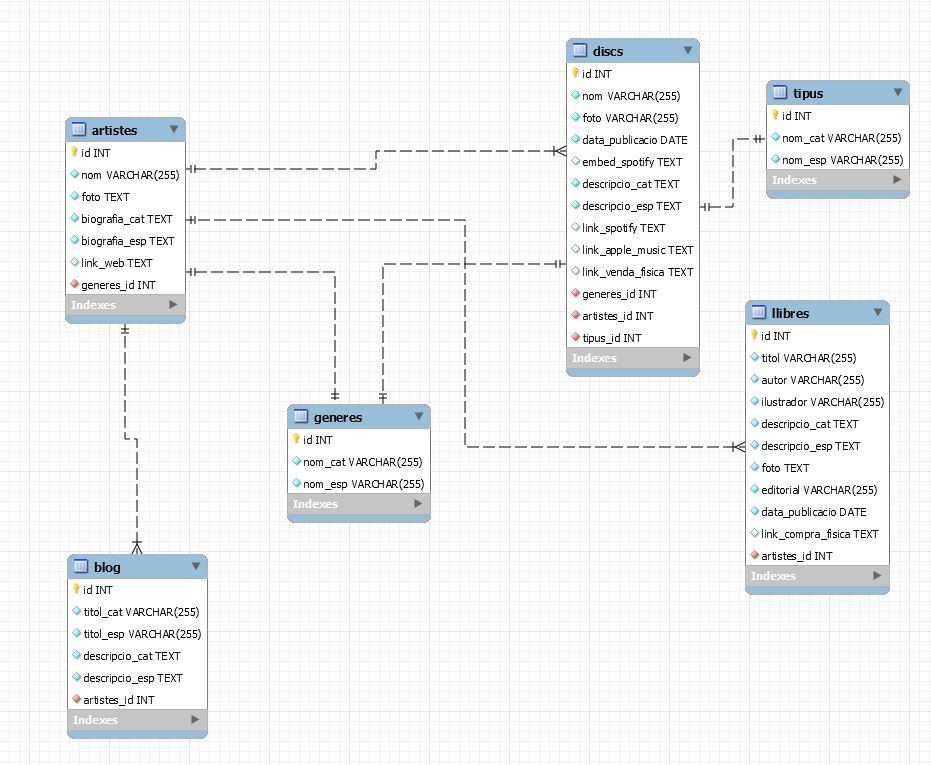 artistes
id INT
nom VARCHAR(255)
foto TEXT
biografia_cat TEXT
biografia_esp TEXT
link_web TEXT
generes_id INT
Indexes
discs
id INT
nom VARCHAR(255)
foto VARCHAR(255)
data_publicacio DATE
embed_spotify TEXT
descripcio_cat TEXT
descripcio_esp TEXT
link_spotify TEXT
link_apple_music TEXT
link_venda_fisica TEXT
generes_id INT
artistes_id INT
tipus_id INT
Indexes
tipus
id INT
nom_cat VARCHAR(255)
nom_esp VARCHAR(255)
Indexes
llibres
id INT
titol VARCHAR(255)
autor VARCHAR(255)
ilustrador VARCHAR(255)
descripcio_cat TEXT
descripcio_esp TEXT
foto TEXT
editorial VARCHAR(255)
data_publicacio DATE
link_compra_fisica TEXT
artistes_id INT
Indexes
generes
id INT
nom_cat VARCHAR(255)
nom_esp VARCHAR(255)
Indexes
blog
id INT
titol_cat VARCHAR(255)
titol_esp VARCHAR(255)
descripcio_cat TEXT
descripcio_esp TEXT
artistes_id INT
Indexes